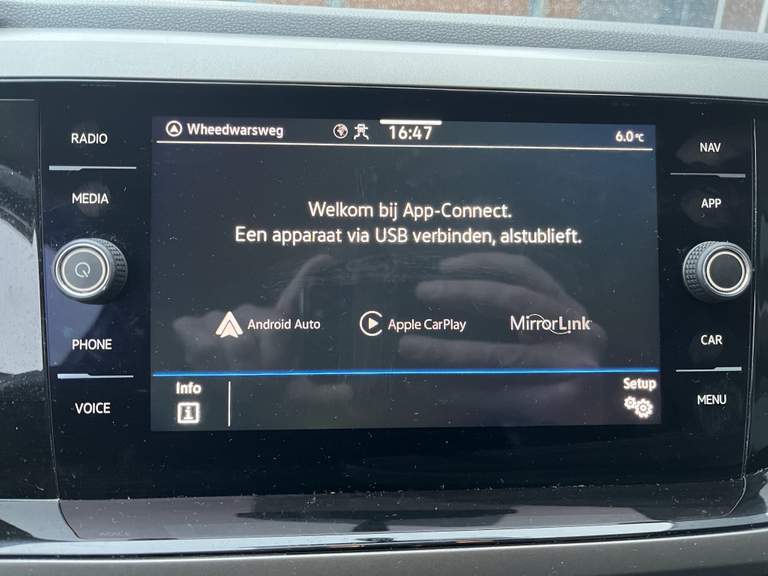 Wheedwarsweg
16:47
6.0°C
RADIO
MEDIA
PHONE
VOICE
Welkom bij App-Connect.
Een apparaat via USB verbinden, alstublieft.
Android Auto
Apple CarPlay
MirrorLink
Info
Setup
NAV
APP
CAR
MENU